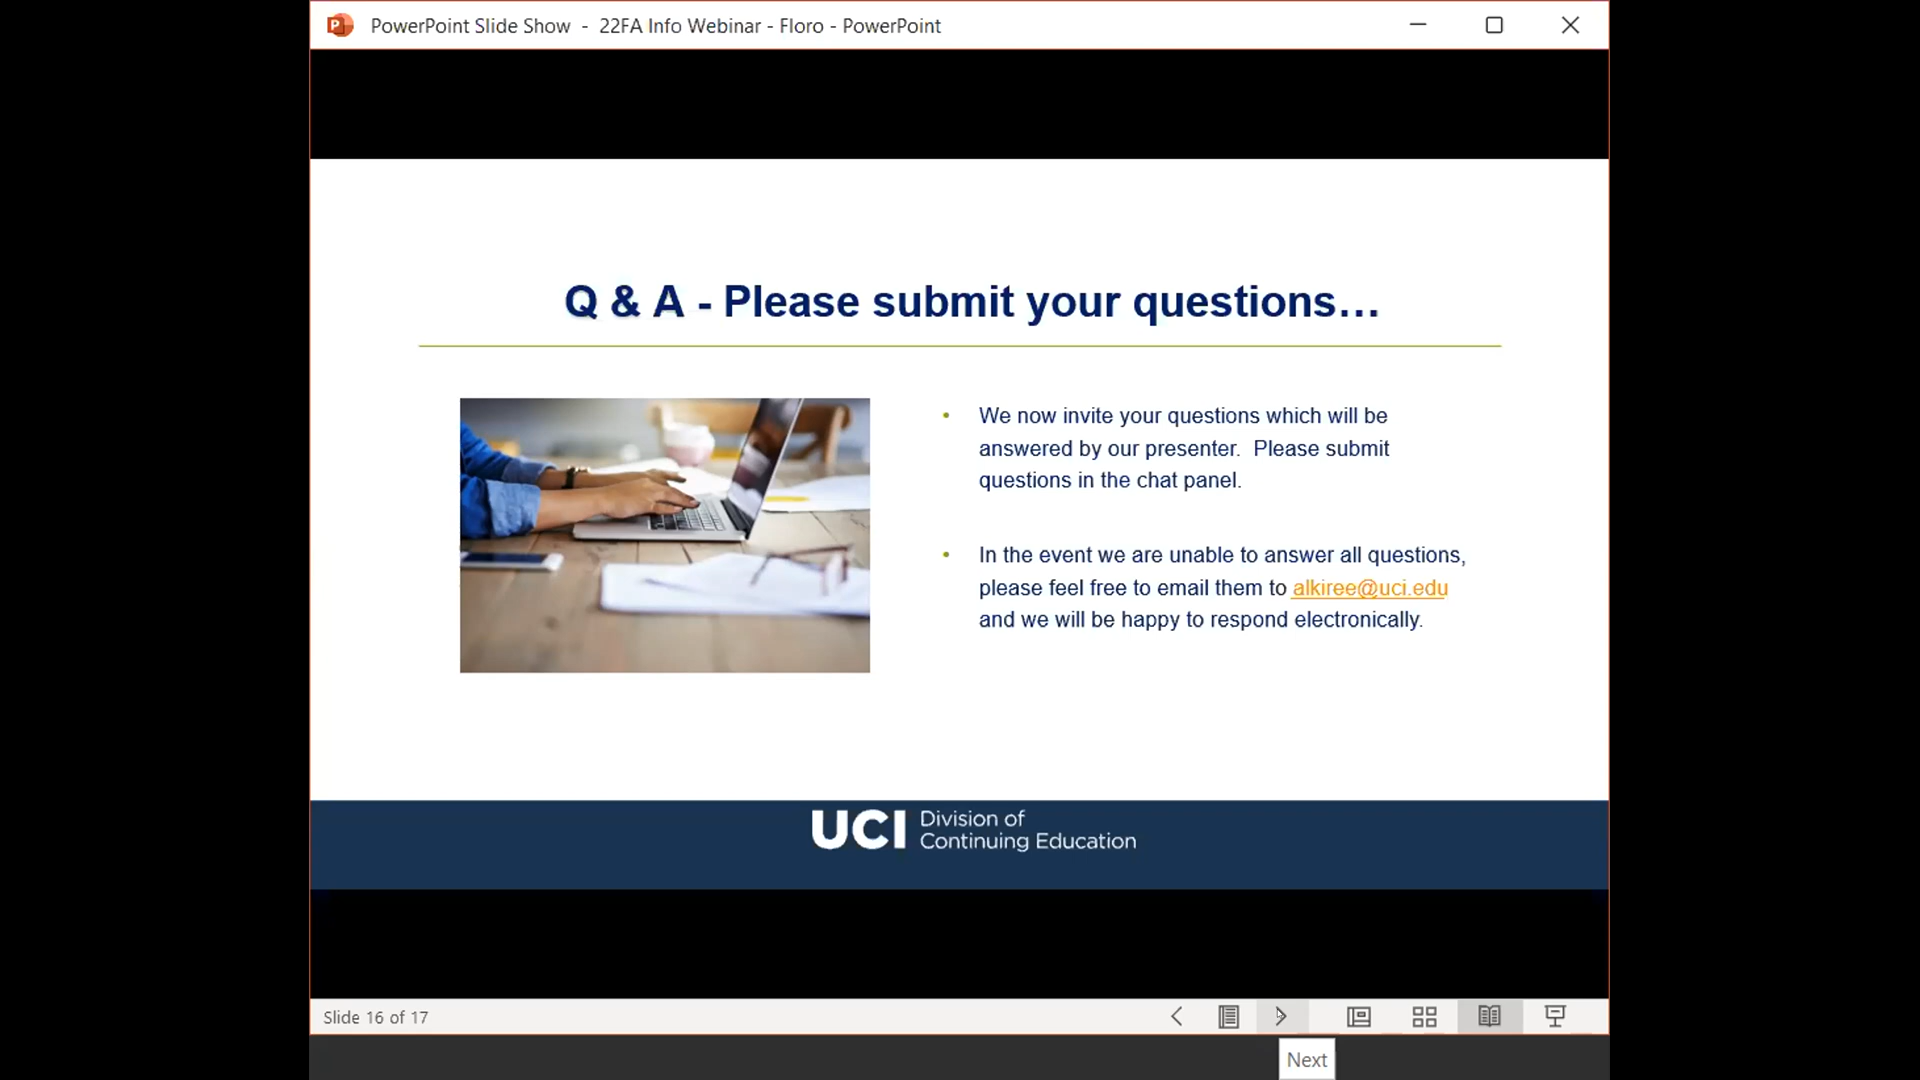 PowerPoint Slide Show - 22FA Info Webinar - Floro - PowerPoint
Q & A - Please submit your questions…
• We now invite your questions which will be
answered by our presenter. Please submit
questions in the chat panel.
• In the event we are unable to answer all questions,
please feel free to email them to alkiree@uci.edu
and we will be happy to respond electronically.
UCI Division of
Continuing Education
Slide 16 of 17
Next